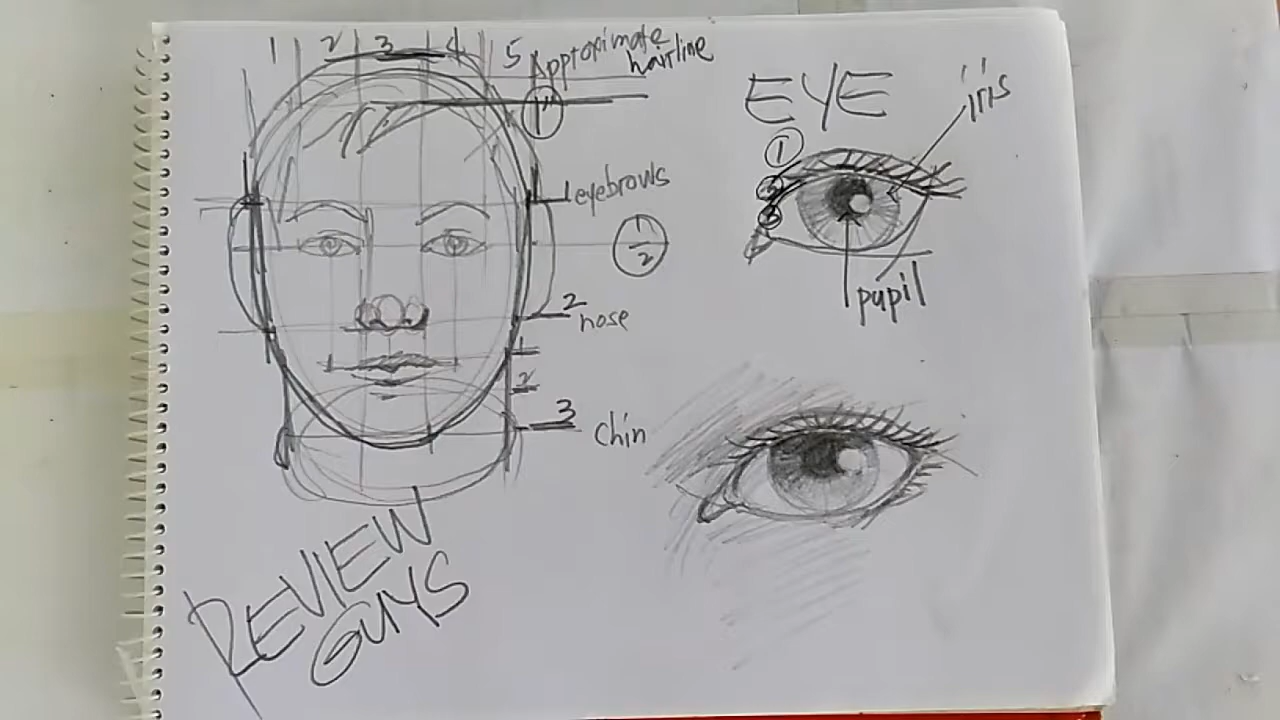 1 2 3 4 5
Approximate
hairline
1"
eyebrows
1/2
2
nose
1
2
3
chin
REVIEW
GUYS
EYE
iris
1
3
2
pupil